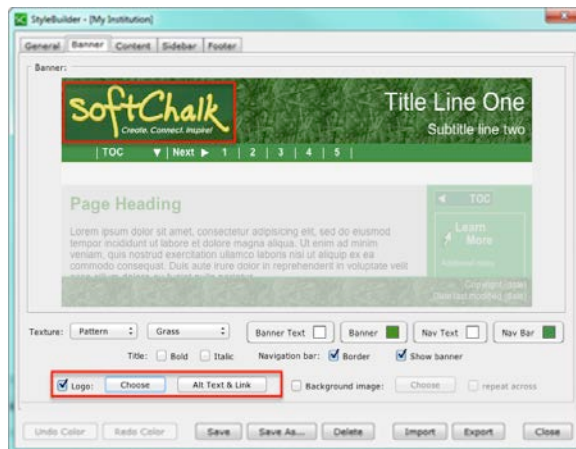 StyleBuilder - [My Institution]
General Banner Content Sidebar Footer
Banner:
SoftChalk
Create. Connect. Inspire!
Title Line One
Subtitle line two
| TOC ▼ | Next ▶ 1 | 2 | 3 | 4 | 5 |
Page Heading
TOC
Lorem ipsum dolor sit amet, consectetur adipisicing elit, sed do eiusmod
tempor incididunt ut labore et dolore magna aliqua. Ut enim ad minim
veniam, quis nostrud exercitation ullamco laboris nisi ut aliquip ex ea
commodo consequat. Duis aute irure dolor in reprehenderit in voluptate velit
Learn
More
Copyright (date)
Date last modified (date)
Texture: Pattern Grass Banner Text Banner Nav Text Nav Bar
Title: Bold Italic Navigation bar: Border Show banner
Logo: Choose Alt Text & Link Background image: Choose repeat across
Undo Color Redo Color Save Save As... Delete Import Export Close